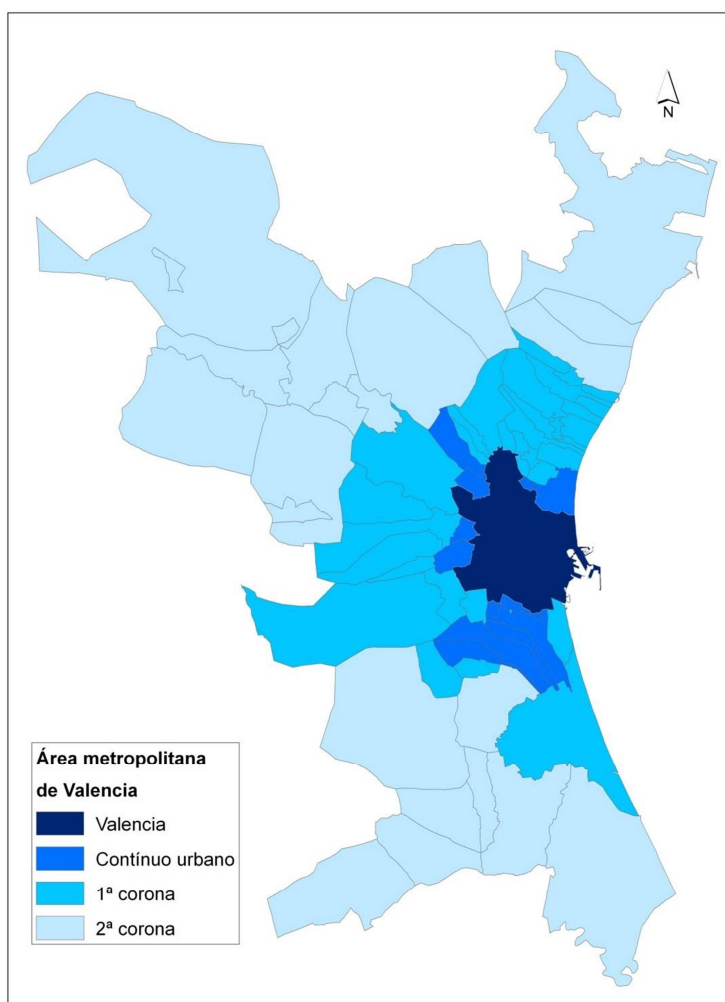 N
Área metropolitana
de Valencia
Valencia
Contínuo urbano
1ª corona
2ª corona